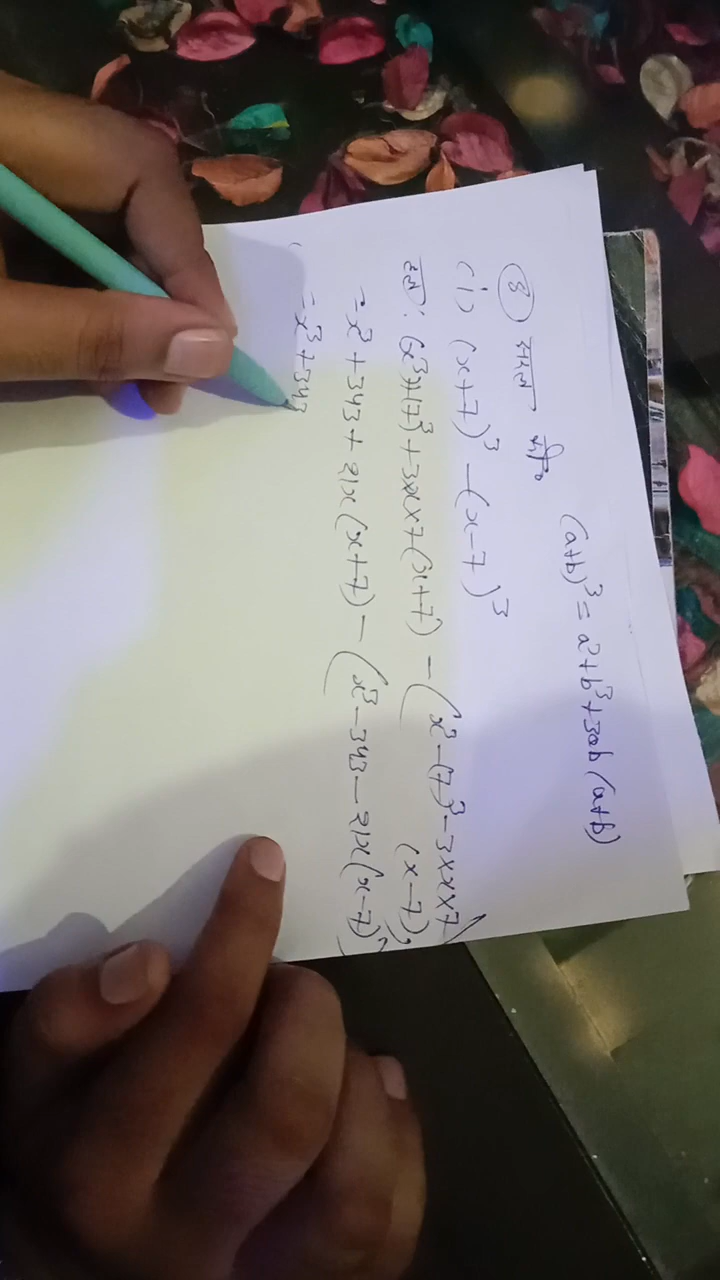 (a+b)³ = a³+b³+3ab(a+b)
⑧ सरल कीजिए
(i) (x+7)³ - (x-7)³
हल: (x³)+(7)³ + 3×x×7(x+7) - (x³ - (7)³ - 3×x×7
(x-7))
= x³ + 343 + 21x(x+7) - (x³ - 343 - 21x(x-7))
= x³ + 343